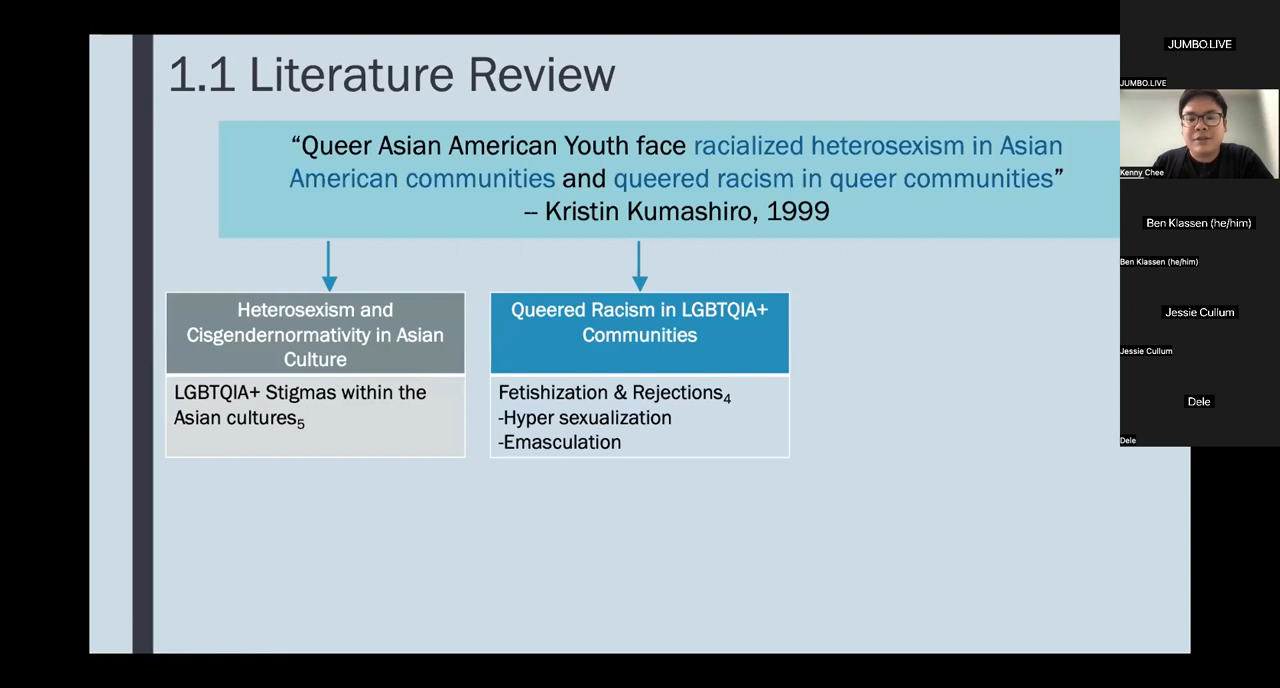 1.1 Literature Review
“Queer Asian American Youth face racialized heterosexism in Asian
American communities and queered racism in queer communities”
– Kristin Kumashiro, 1999
Heterosexism and
Cisgendernormativity in Asian
Culture
LGBTQIA+ Stigmas within the
Asian cultures5
Queered Racism in LGBTQIA+
Communities
Fetishization & Rejections4
-Hyper sexualization
-Emasculation
JUMBO.LIVE
JUMBO.LIVE
Kenny Chee
Ben Klassen (he/him)
Ben Klassen (he/him)
Jessie Cullum
Jessie Cullum
Dele
Dele